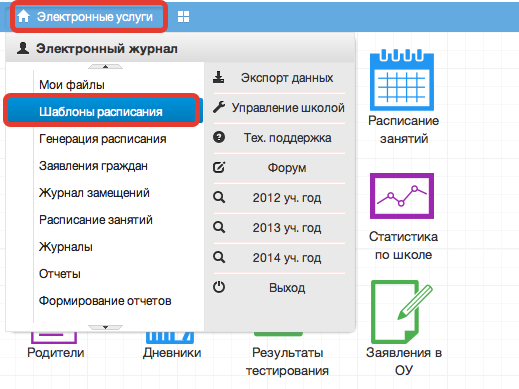 Электронные услуги
Электронный журнал
Мои файлы
Шаблоны расписания
Генерация расписания
Заявления граждан
Журнал замещений
Расписание занятий
Журналы
Отчеты
Формирование отчетов
Экспорт данных
Управление школой
Тех. поддержка
Форум
2012 уч. год
2013 уч. год
2014 уч. год
Выход
Расписание
занятий
Статистика
по школе
Родители
Дневники
Результаты
тестирования
Заявления в
ОУ